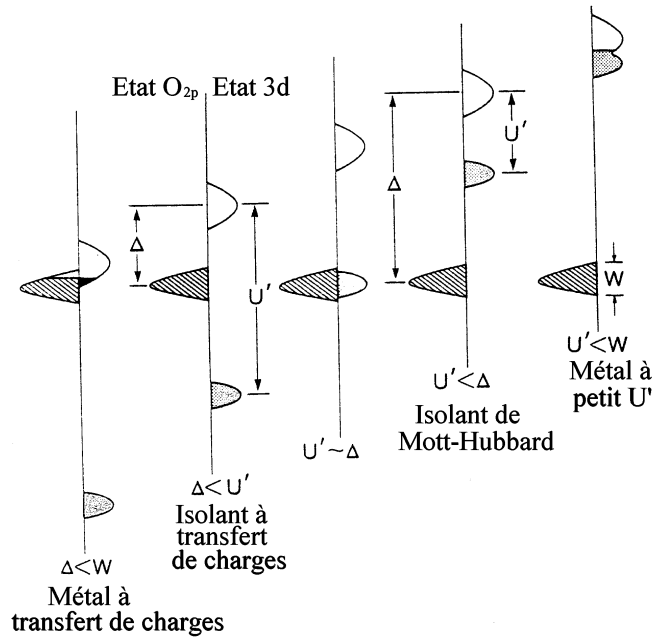 Etat O₂ₚ Etat 3d
Δ
U'
Δ
U'
W
Δ<W
Métal à
transfert de charges
Δ<U'
Isolant à
transfert
de charges
U'~Δ
U'<Δ
Isolant de
Mott-Hubbard
U'<W
Métal à
petit U'